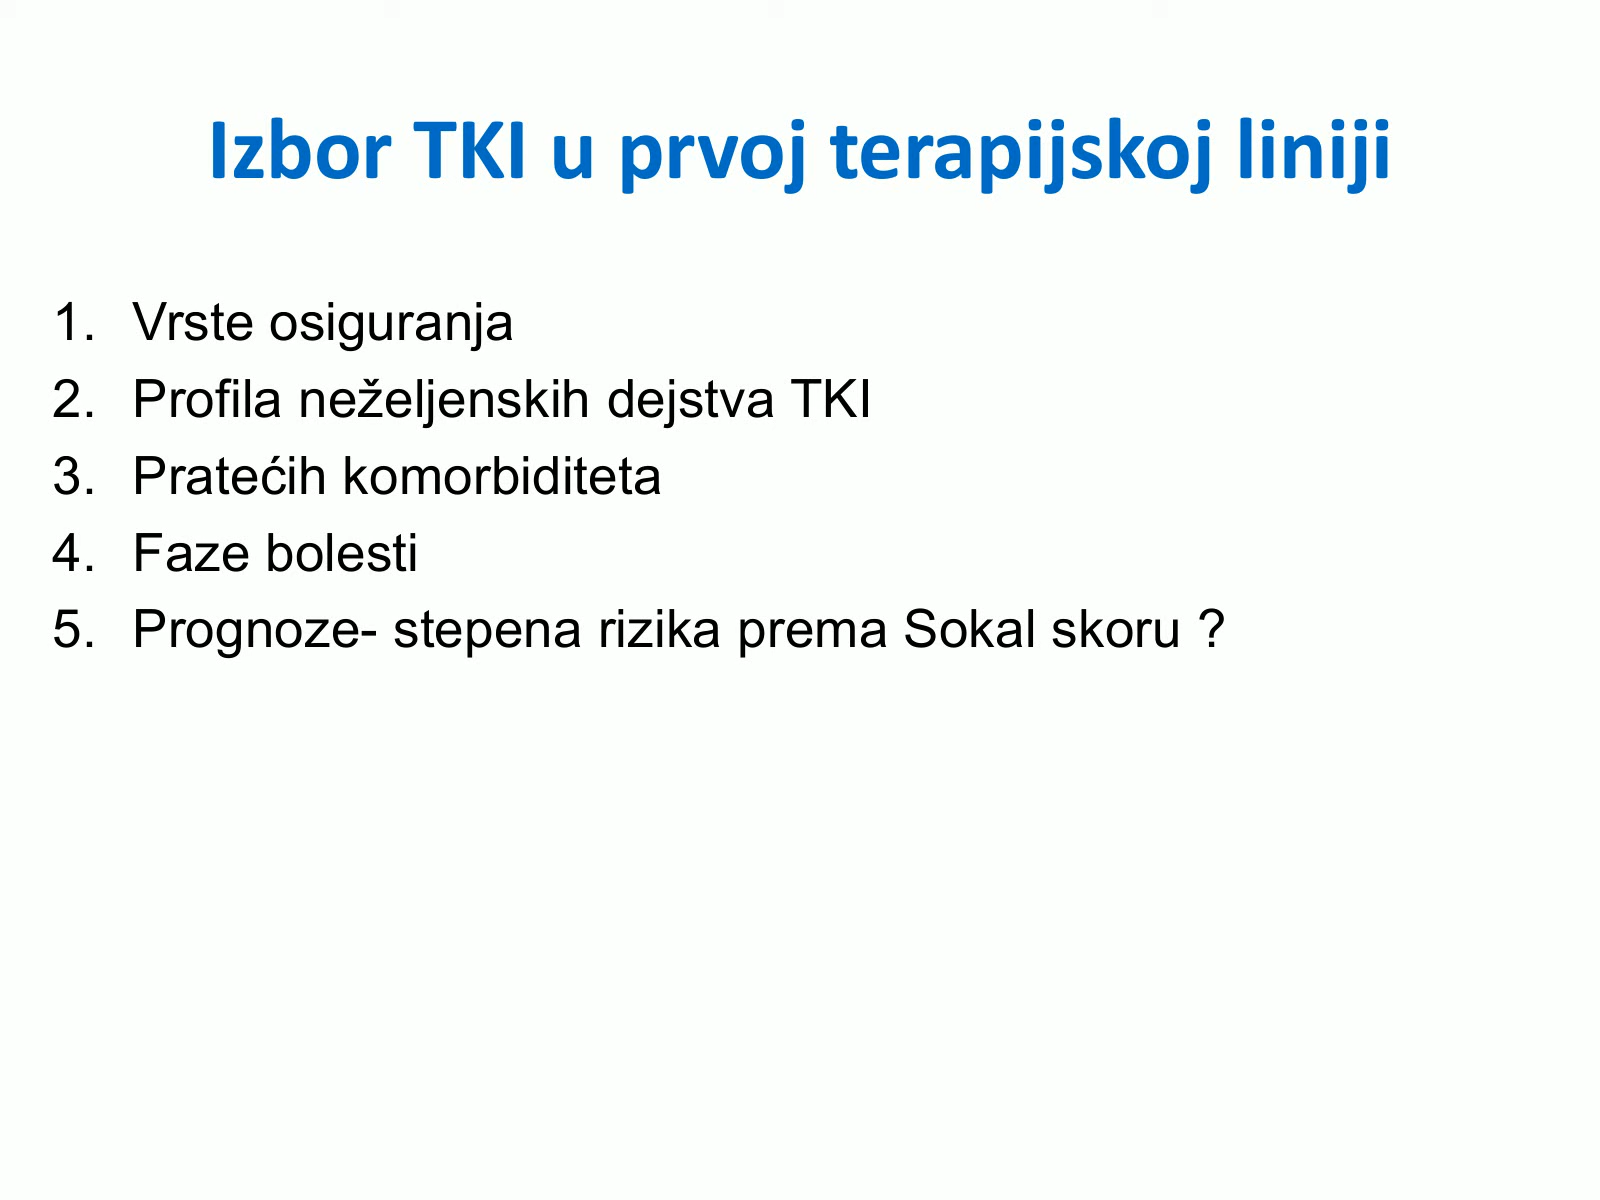 Izbor TKI u prvoj terapijskoj liniji
1. Vrste osiguranja
2. Profila neželjenskih dejstva TKI
3. Pratećih komorbiditeta
4. Faze bolesti
5. Prognoze- stepena rizika prema Sokal skoru ?